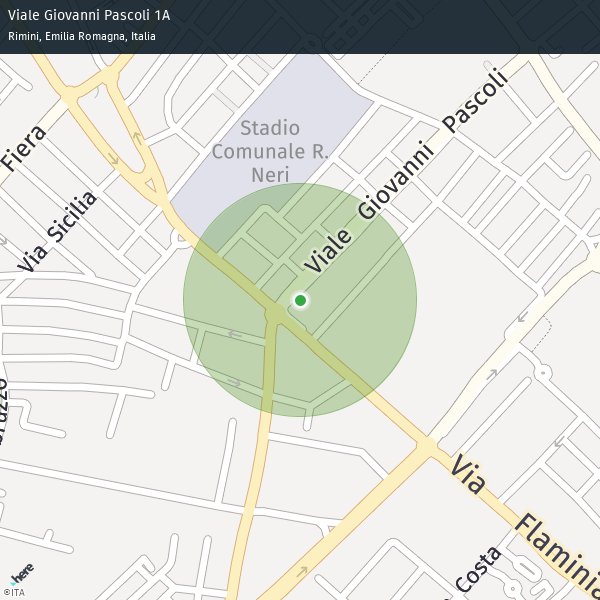 Viale Giovanni Pascoli 1A
Rimini, Emilia Romagna, Italia
Stadio
Comunale R.
Neri
Fiera
Via Sicilia
Viale Giovanni Pascoli
Via Flaminia
Costa
here
©ITA